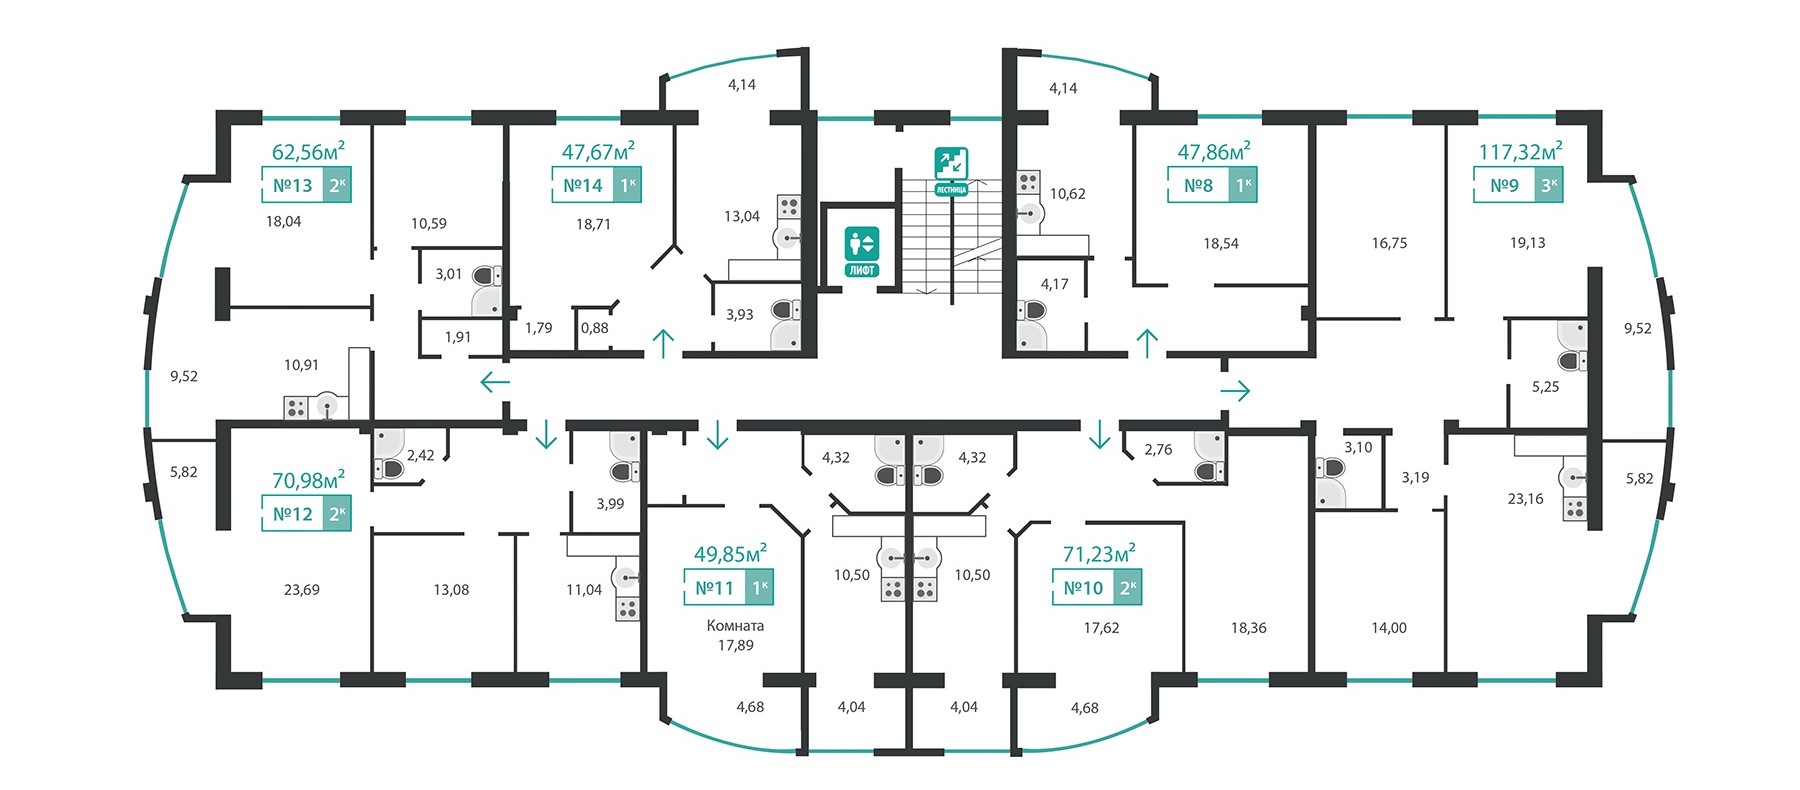 4,14
4,14
62,56м²
№13 2к
18,04
10,59
3,01
1,91
10,91
9,52
47,67м²
№14 1к
18,71
13,04
1,79
0,88
3,93
ЛЕСТНИЦА
ЛИФТ
10,62
4,17
47,86м²
№8 1к
18,54
16,75
117,32м²
№9 3к
19,13
9,52
5,25
5,82
70,98м²
№12 2к
23,69
2,42
13,08
3,99
11,04
49,85м²
№11 1к
Комната
17,89
4,32
10,50
4,68
4,04
4,32
10,50
4,04
71,23м²
№10 2к
17,62
4,68
2,76
18,36
3,10
3,19
14,00
23,16
5,82